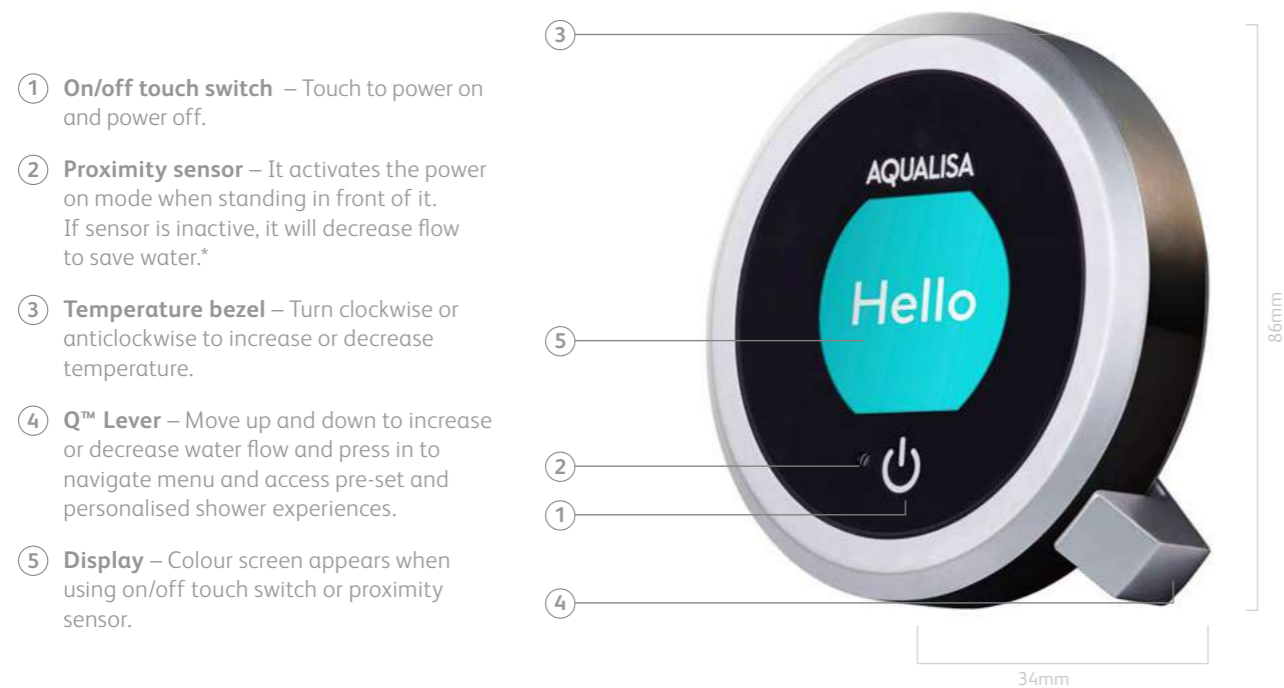 1 On/off touch switch – Touch to power on
and power off.
2 Proximity sensor – It activates the power
on mode when standing in front of it.
If sensor is inactive, it will decrease flow
to save water.*
3 Temperature bezel – Turn clockwise or
anticlockwise to increase or decrease
temperature.
4 Q™ Lever – Move up and down to increase
or decrease water flow and press in to
navigate menu and access pre-set and
personalised shower experiences.
5 Display – Colour screen appears when
using on/off touch switch or proximity
sensor.
3
AQUALISA
Hello
5
2
1
4
86mm
34mm